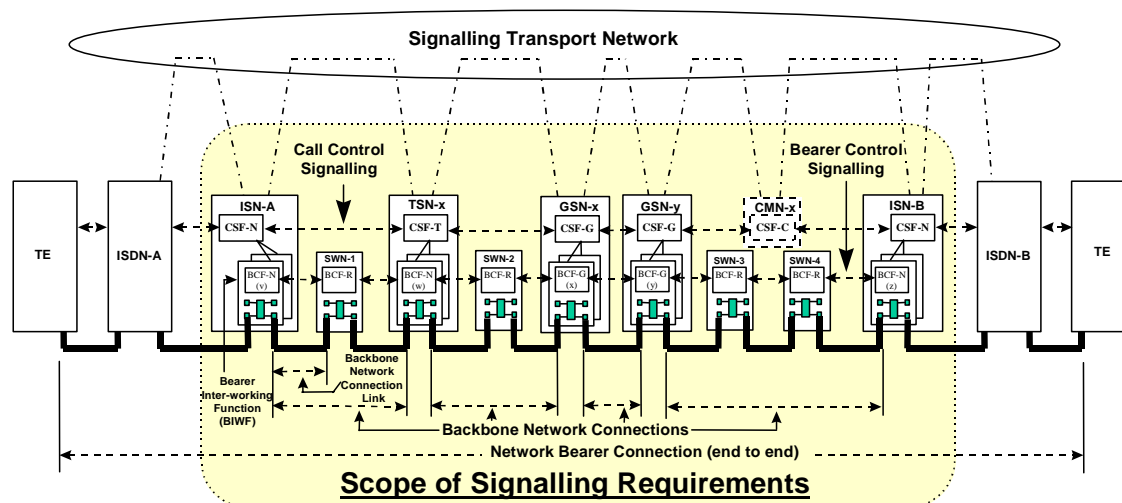 Signalling Transport Network
Call Control
Signalling
Bearer Control
Signalling
TE
ISDN-A
ISN-A
CSF-N
BCF-N
(v)
SWN-1
BCF-R
TSN-x
CSF-T
BCF-N
(w)
SWN-2
BCF-R
GSN-x
CSF-G
BCF-G
(x)
GSN-y
CSF-G
BCF-G
(y)
CMN-x
CSF-C
SWN-3
BCF-R
SWN-4
BCF-R
ISN-B
CSF-N
BCF-N
(z)
ISDN-B
TE
Bearer
Inter-working
Function
(BIWF)
Backbone
Network
Connection
Link
Backbone Network Connections
Network Bearer Connection (end to end)
Scope of Signalling Requirements